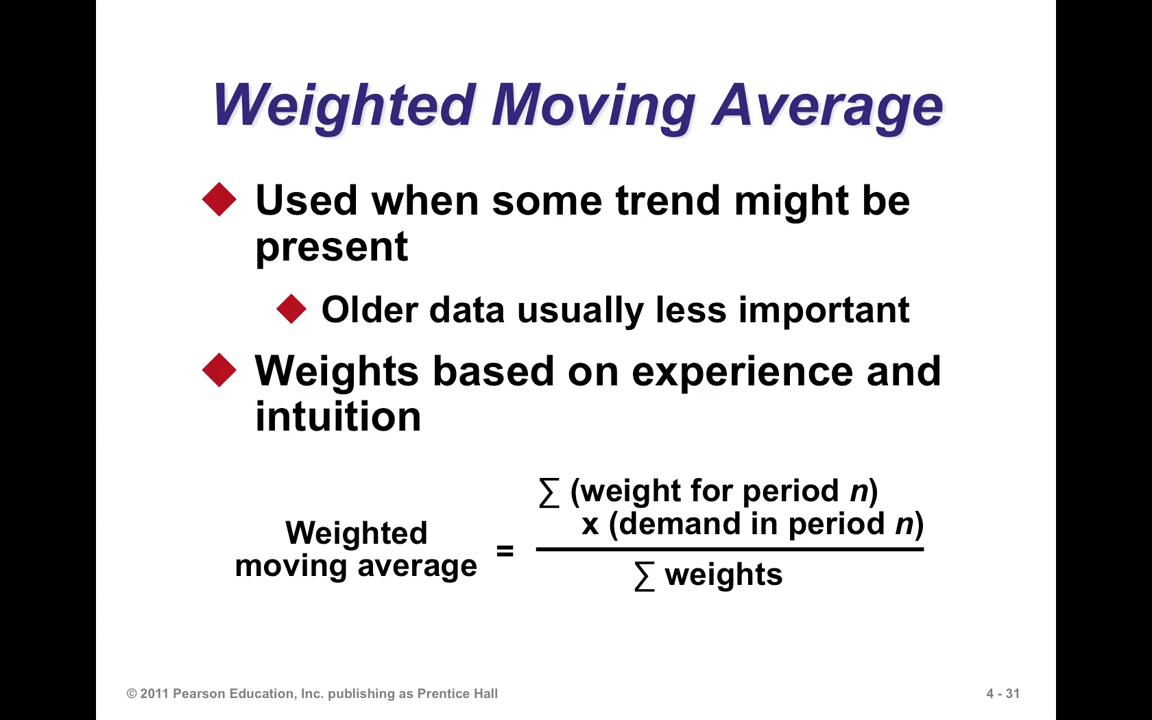 Weighted Moving Average
Used when some trend might be
present
Older data usually less important
Weights based on experience and
intuition
Weighted
moving average
=
∑ (weight for period n)
x (demand in period n)
∑ weights
© 2011 Pearson Education, Inc. publishing as Prentice Hall
4 - 31